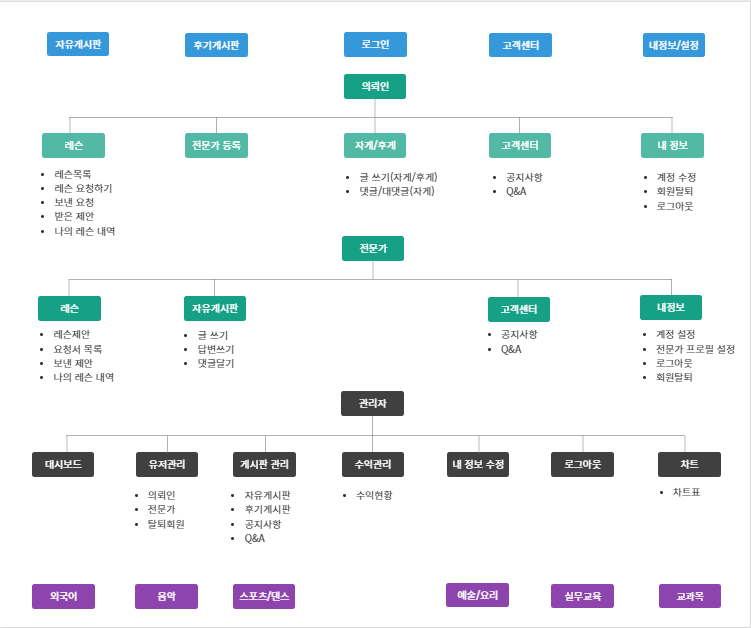 자유게시판
후기게시판
로그인
고객센터
내정보/설정
의뢰인
레슨
전문가 등록
자게/후게
고객센터
내 정보
레슨목록
레슨 요청하기
보낸 요청
받은 제안
나의 레슨 내역
글 쓰기(자게/후게)
댓글/대댓글(자게)
공지사항
Q&A
계정 수정
회원탈퇴
로그아웃
전문가
레슨
자유게시판
고객센터
내정보
레슨제안
요청서 목록
보낸 제안
나의 레슨 내역
글 쓰기
답변쓰기
댓글달기
공지사항
Q&A
계정 설정
전문가 프로필 설정
로그아웃
회원탈퇴
관리자
대시보드
유저관리
게시판 관리
수익관리
내 정보 수정
로그아웃
차트
의뢰인
전문가
탈퇴회원
자유게시판
후기게시판
공지사항
Q&A
수익현황
차트표
외국어
음악
스포츠/댄스
예술/요리
실무교육
교과목